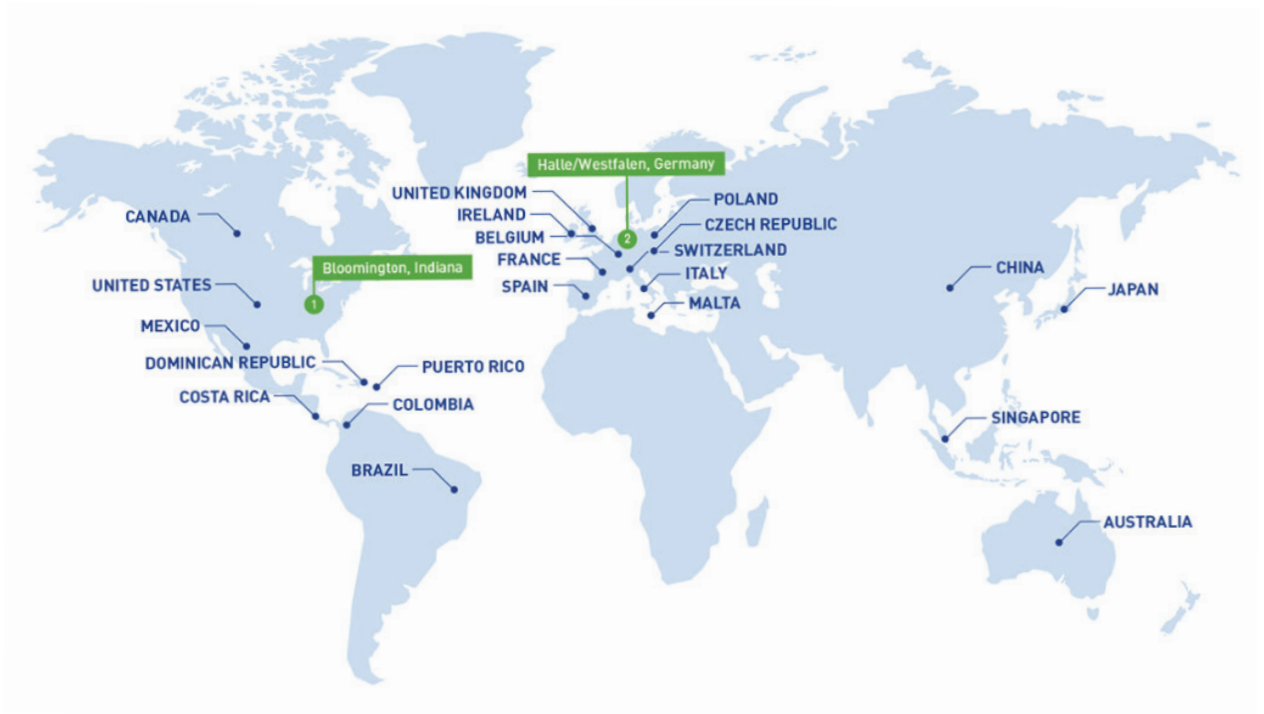 Halle/Westfalen, Germany
2
UNITED KINGDOM
IRELAND
BELGIUM
FRANCE
SPAIN
POLAND
CZECH REPUBLIC
SWITZERLAND
ITALY
MALTA
CANADA
Bloomington, Indiana
1
UNITED STATES
MEXICO
DOMINICAN REPUBLIC
PUERTO RICO
COSTA RICA
COLOMBIA
BRAZIL
CHINA
JAPAN
SINGAPORE
AUSTRALIA